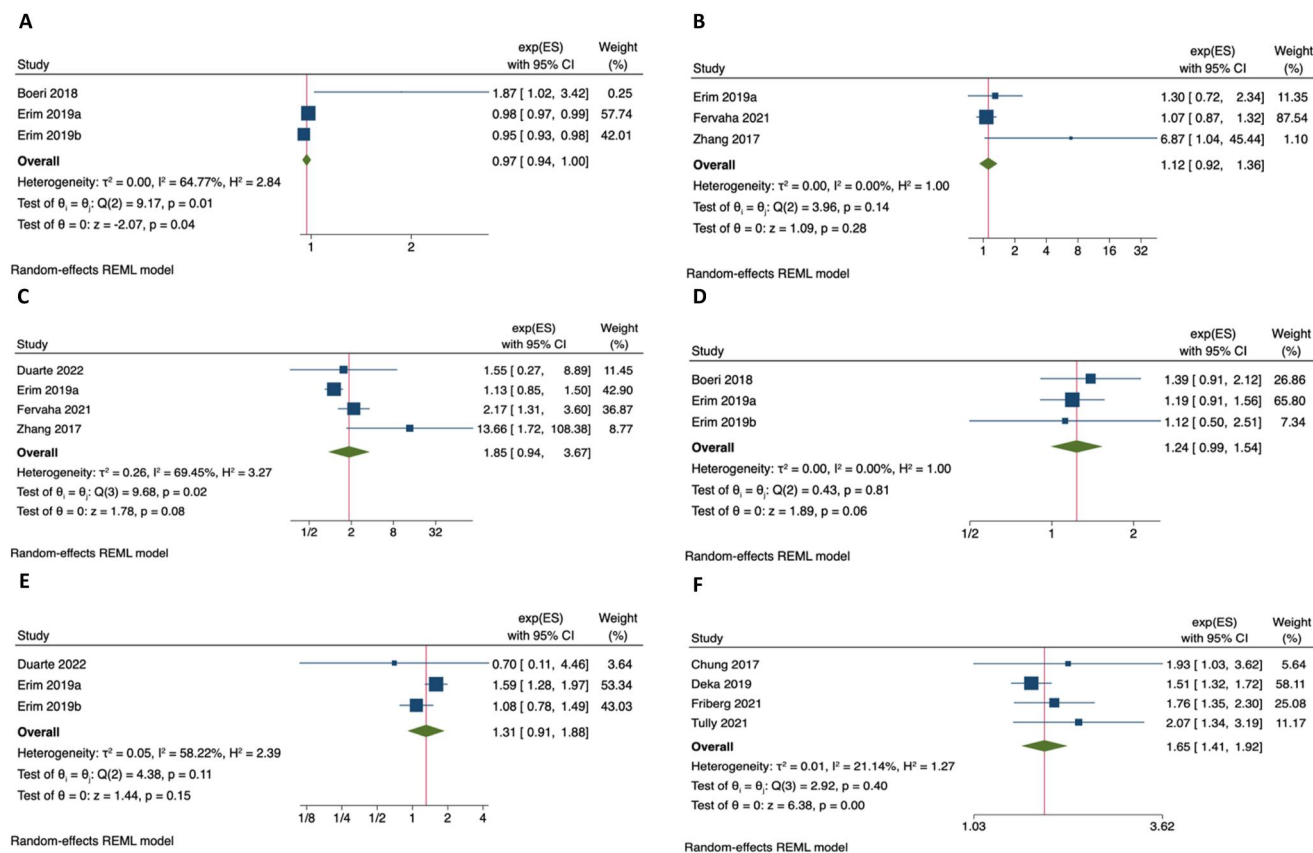 A
exp(ES) Weight
Study with 95% CI (%)
Boeri 2018 1.87 [ 1.02, 3.42] 0.25
Erim 2019a 0.98 [ 0.97, 0.99] 57.74
Erim 2019b 0.95 [ 0.93, 0.98] 42.01
Overall 0.97 [ 0.94, 1.00]
Heterogeneity: τ² = 0.00, I² = 64.77%, H² = 2.84
Test of θᵢ = θⱼ: Q(2) = 9.17, p = 0.01
Test of θ = 0: z = -2.07, p = 0.04
1 2
Random-effects REML model
B
exp(ES) Weight
Study with 95% CI (%)
Erim 2019a 1.30 [ 0.72, 2.34] 11.35
Fervaha 2021 1.07 [ 0.87, 1.32] 87.54
Zhang 2017 6.87 [ 1.04, 45.44] 1.10
Overall 1.12 [ 0.92, 1.36]
Heterogeneity: τ² = 0.00, I² = 0.00%, H² = 1.00
Test of θᵢ = θⱼ: Q(2) = 3.96, p = 0.14
Test of θ = 0: z = 1.09, p = 0.28
1 2 4 8 16 32
Random-effects REML model
C
exp(ES) Weight
Study with 95% CI (%)
Duarte 2022 1.55 [ 0.27, 8.89] 11.45
Erim 2019a 1.13 [ 0.85, 1.50] 42.90
Fervaha 2021 2.17 [ 1.31, 3.60] 36.87
Zhang 2017 13.66 [ 1.72, 108.38] 8.77
Overall 1.85 [ 0.94, 3.67]
Heterogeneity: τ² = 0.26, I² = 69.45%, H² = 3.27
Test of θᵢ = θⱼ: Q(3) = 9.68, p = 0.02
Test of θ = 0: z = 1.78, p = 0.08
1/2 2 8 32
Random-effects REML model
D
exp(ES) Weight
Study with 95% CI (%)
Boeri 2018 1.39 [ 0.91, 2.12] 26.86
Erim 2019a 1.19 [ 0.91, 1.56] 65.80
Erim 2019b 1.12 [ 0.50, 2.51] 7.34
Overall 1.24 [ 0.99, 1.54]
Heterogeneity: τ² = 0.00, I² = 0.00%, H² = 1.00
Test of θᵢ = θⱼ: Q(2) = 0.43, p = 0.81
Test of θ = 0: z = 1.89, p = 0.06
1/2 1 2
Random-effects REML model
E
exp(ES) Weight
Study with 95% CI (%)
Duarte 2022 0.70 [ 0.11, 4.46] 3.64
Erim 2019a 1.59 [ 1.28, 1.97] 53.34
Erim 2019b 1.08 [ 0.78, 1.49] 43.03
Overall 1.31 [ 0.91, 1.88]
Heterogeneity: τ² = 0.05, I² = 58.22%, H² = 2.39
Test of θᵢ = θⱼ: Q(2) = 4.38, p = 0.11
Test of θ = 0: z = 1.44, p = 0.15
1/8 1/4 1/2 1 2 4
Random-effects REML model
F
exp(ES) Weight
Study with 95% CI (%)
Chung 2017 1.93 [ 1.03, 3.62] 5.64
Deka 2019 1.51 [ 1.32, 1.72] 58.11
Friberg 2021 1.76 [ 1.35, 2.30] 25.08
Tully 2021 2.07 [ 1.34, 3.19] 11.17
Overall 1.65 [ 1.41, 1.92]
Heterogeneity: τ² = 0.01, I² = 21.14%, H² = 1.27
Test of θᵢ = θⱼ: Q(3) = 2.92, p = 0.40
Test of θ = 0: z = 6.38, p = 0.00
1.03 3.62
Random-effects REML model